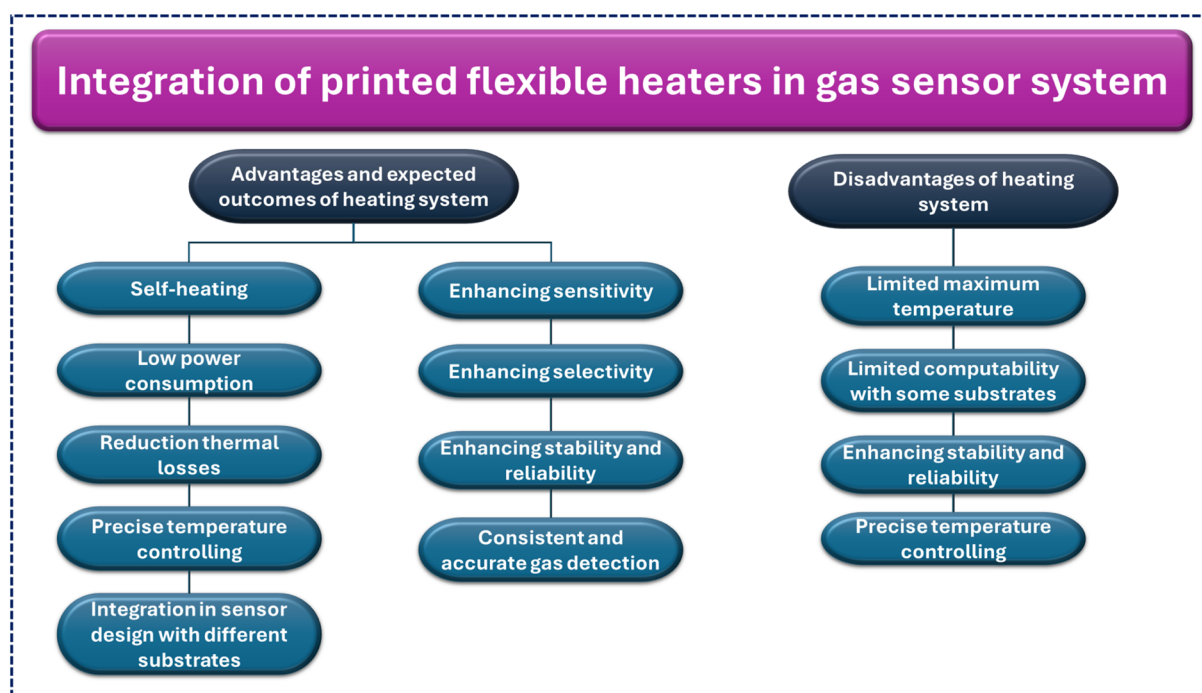 Integration of printed flexible heaters in gas sensor system
Advantages and expected
outcomes of heating system
Self-heating
Low power
consumption
Reduction thermal
losses
Precise temperature
controlling
Integration in sensor
design with different
substrates
Enhancing sensitivity
Enhancing selectivity
Enhancing stability and
reliability
Consistent and
accurate gas detection
Disadvantages of heating
system
Limited maximum
temperature
Limited computability
with some substrates
Enhancing stability and
reliability
Precise temperature
controlling